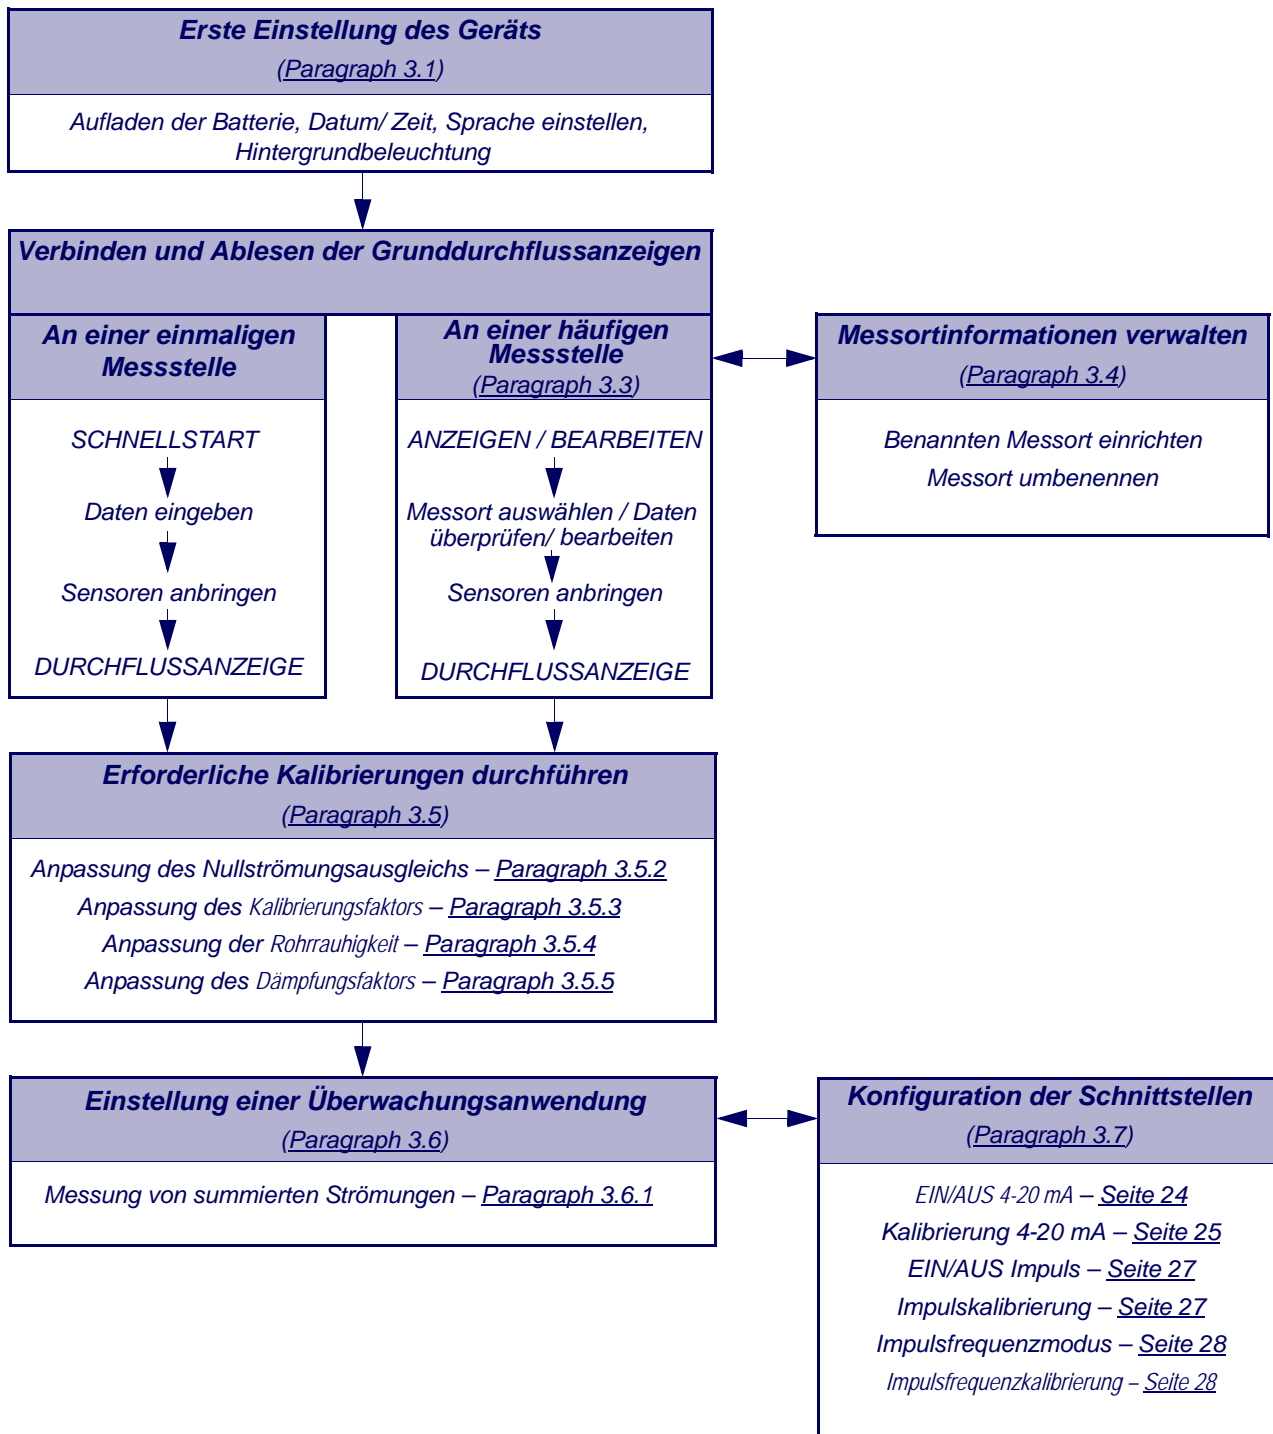 Erste Einstellung des Geräts
(Paragraph 3.1)
Aufladen der Batterie, Datum/ Zeit, Sprache einstellen,
Hintergrundbeleuchtung
Verbinden und Ablesen der Grunddurchflussanzeigen
An einer einmaligen
Messstelle
SCHNELLSTART
Daten eingeben
Sensoren anbringen
DURCHFLUSSANZEIGE
An einer häufigen
Messstelle
(Paragraph 3.3)
ANZEIGEN / BEARBEITEN
Messort auswählen / Daten
überprüfen/ bearbeiten
Sensoren anbringen
DURCHFLUSSANZEIGE
Messortinformationen verwalten
(Paragraph 3.4)
Benannten Messort einrichten
Messort umbenennen
Erforderliche Kalibrierungen durchführen
(Paragraph 3.5)
Anpassung des Nullströmungsausgleichs – Paragraph 3.5.2
Anpassung des Kalibrierungsfaktors – Paragraph 3.5.3
Anpassung der Rohrrauhigkeit – Paragraph 3.5.4
Anpassung des Dämpfungsfaktors – Paragraph 3.5.5
Einstellung einer Überwachungsanwendung
(Paragraph 3.6)
Messung von summierten Strömungen – Paragraph 3.6.1
Konfiguration der Schnittstellen
(Paragraph 3.7)
EIN/AUS 4-20 mA – Seite 24
Kalibrierung 4-20 mA – Seite 25
EIN/AUS Impuls – Seite 27
Impulskalibrierung – Seite 27
Impulsfrequenzmodus – Seite 28
Impulsfrequenzkalibrierung – Seite 28